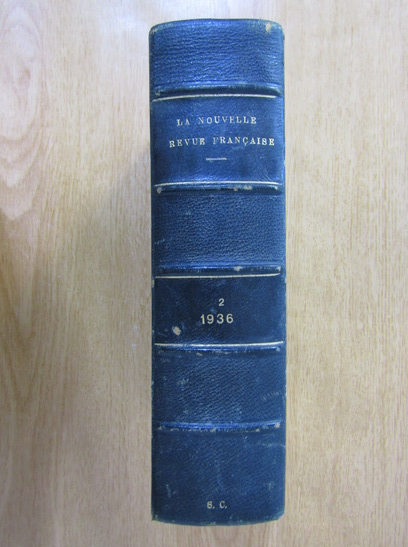 LA NOUVELLE
REVUE FRANÇAISE
2
1936
S. C.